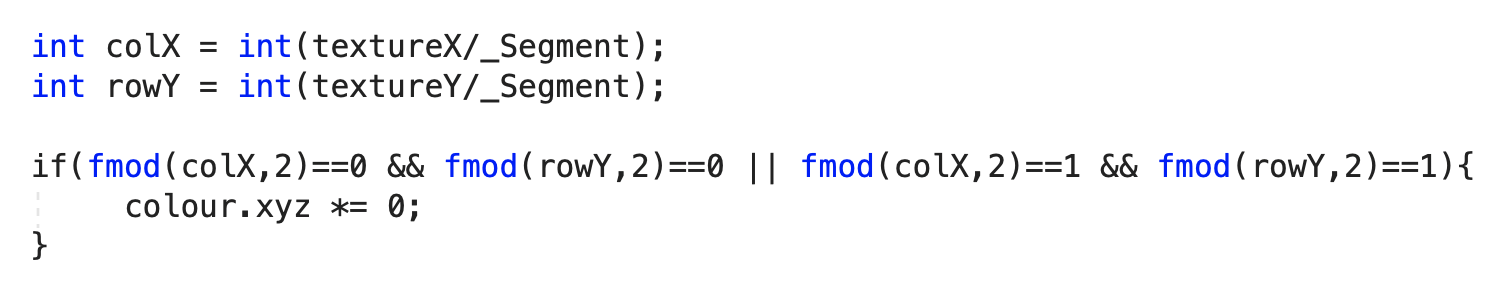 int colX = int(textureX/_Segment);
int rowY = int(textureY/_Segment);

if(fmod(colX,2)==0 && fmod(rowY,2)==0 || fmod(colX,2)==1 && fmod(rowY,2)==1){
     colour.xyz *= 0;
}